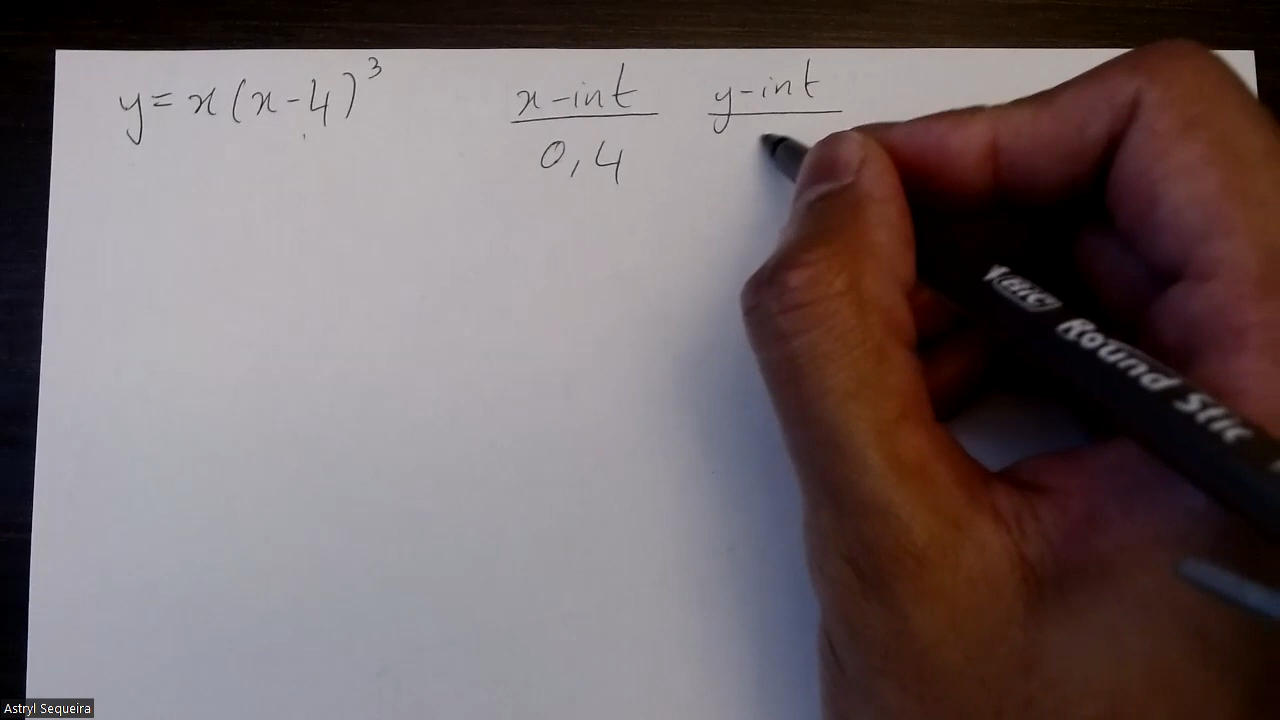 y = x(x-4)^3
x-int y-int
0, 4
BIC Round Stic
Astryl Sequeira